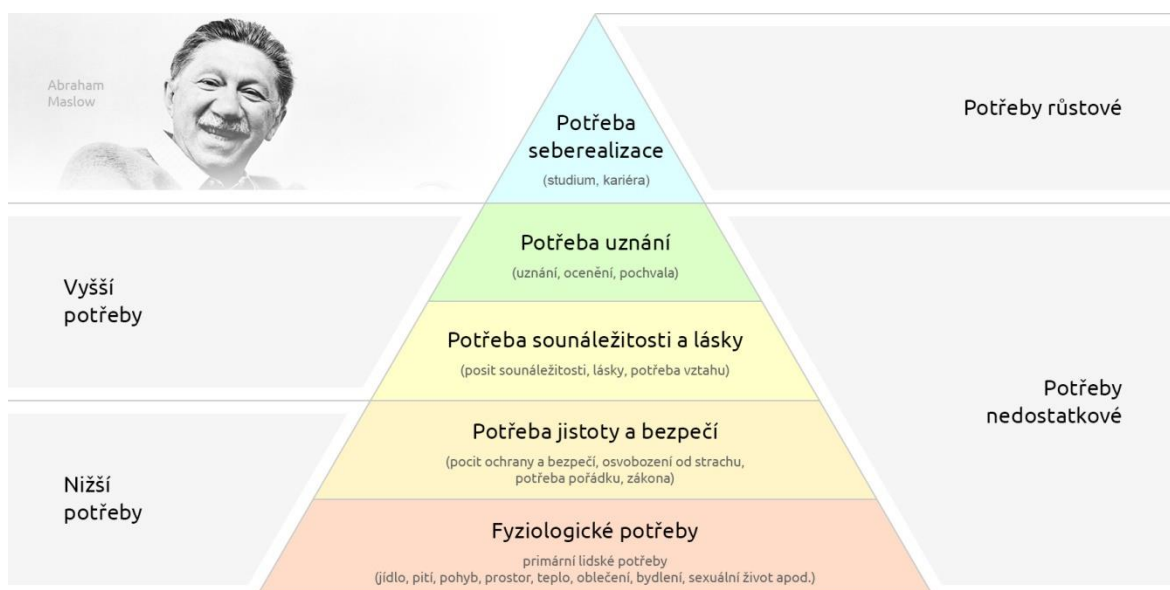 Abraham
Maslow
Potřeba
seberealizace
(studium, kariéra)
Potřeby růstové
Potřeba uznání
(uznání, ocenění, pochvala)
Vyšší
potřeby
Potřeba sounáležitosti a lásky
(posit sounáležitosti, lásky, potřeba vztahu)
Potřeby
nedostatkové
Potřeba jistoty a bezpečí
(pocit ochrany a bezpečí, osvobození od strachu,
potřeba pořádku, zákona)
Nižší
potřeby
Fyziologické potřeby
primární lidské potřeby
(jídlo, pití, pohyb, prostor, teplo, oblečení, bydlení, sexuální život apod.)